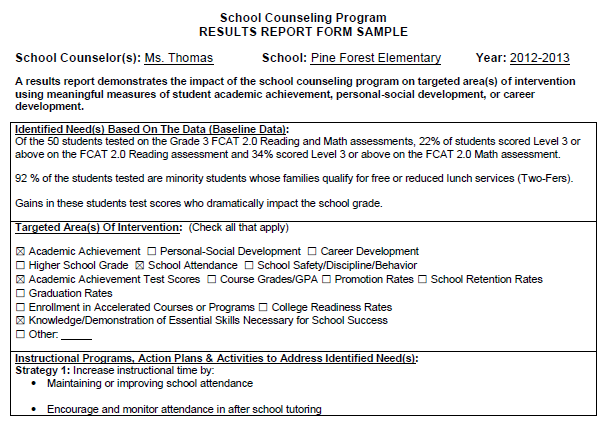 School Counseling Program
RESULTS REPORT FORM SAMPLE
School Counselor(s): Ms. Thomas School: Pine Forest Elementary Year: 2012-2013
A results report demonstrates the impact of the school counseling program on targeted area(s) of intervention
using meaningful measures of student academic achievement, personal-social development, or career
development.
Identified Need(s) Based On The Data (Baseline Data):
Of the 50 students tested on the Grade 3 FCAT 2.0 Reading and Math assessments, 22% of students scored Level 3 or
above on the FCAT 2.0 Reading assessment and 34% scored Level 3 or above on the FCAT 2.0 Math assessment.
92 % of the students tested are minority students whose families qualify for free or reduced lunch services (Two-Fers).
Gains in these students test scores who dramatically impact the school grade.
Targeted Area(s) Of Intervention: (Check all that apply)
☒ Academic Achievement ☐ Personal-Social Development ☐ Career Development
☐ Higher School Grade ☒ School Attendance ☐ School Safety/Discipline/Behavior
☒ Academic Achievement Test Scores ☐ Course Grades/GPA ☐ Promotion Rates ☐ School Retention Rates
☐ Graduation Rates
☐ Enrollment in Accelerated Courses or Programs ☐ College Readiness Rates
☒ Knowledge/Demonstration of Essential Skills Necessary for School Success
☐ Other: _____
Instructional Programs, Action Plans & Activities to Address Identified Need(s):
Strategy 1: Increase instructional time by:
• Maintaining or improving school attendance
• Encourage and monitor attendance in after school tutoring